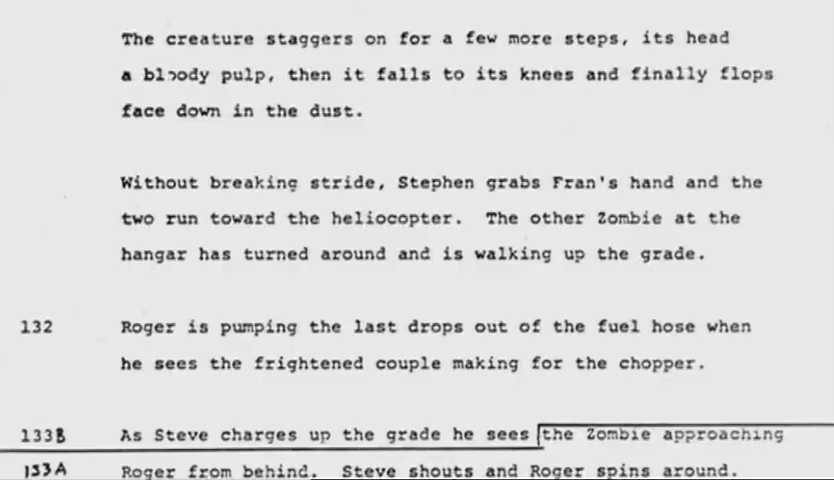 The creature staggers on for a few more steps, its head
a bloody pulp, then it falls to its knees and finally flops
face down in the dust.
Without breaking stride, Stephen grabs Fran's hand and the
two run toward the heliocopter. The other Zombie at the
hangar has turned around and is walking up the grade.
132 Roger is pumping the last drops out of the fuel hose when
he sees the frightened couple making for the chopper.
133B As Steve charges up the grade he sees the Zombie approaching
133A Roger from behind. Steve shouts and Roger spins around.